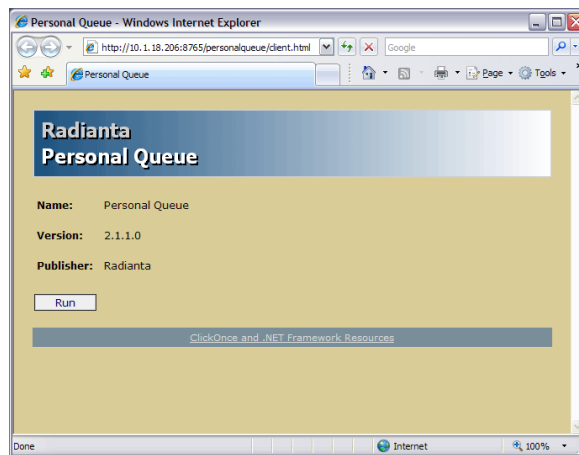 Personal Queue - Windows Internet Explorer
http://10.1.18.206:8765/personalqueue/client.html
Google
Personal Queue
Page
Tools
Radianta
Personal Queue
Name: Personal Queue
Version: 2.1.1.0
Publisher: Radianta
Run
ClickOnce and .NET Framework Resources
Done
Internet
100%